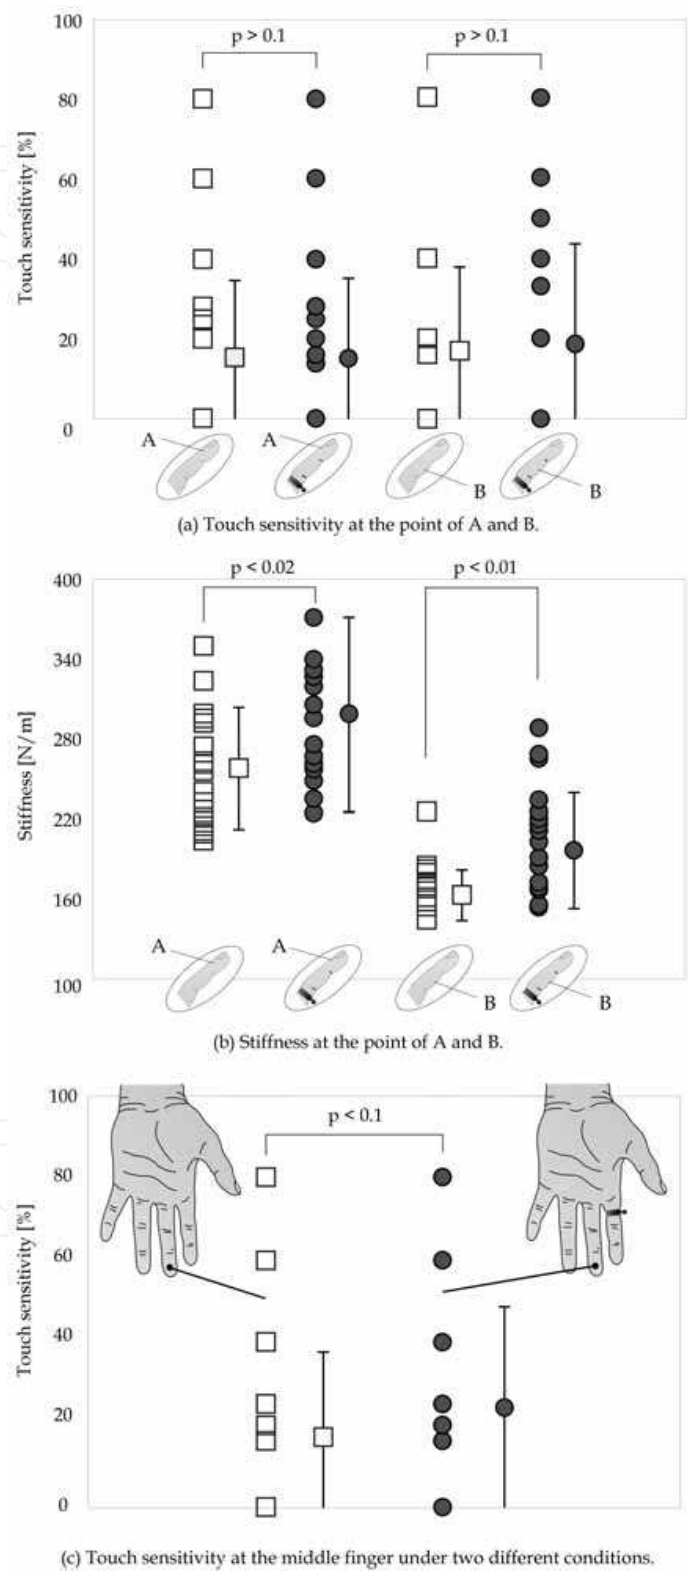 100
p > 0.1
p > 0.1
80
60
40
20
0
Touch sensitivity [%]
A
A
B
B
(a) Touch sensitivity at the point of A and B.
400
p < 0.02
p < 0.01
340
280
220
160
100
Stiffness [N/m]
A
A
B
B
(b) Stiffness at the point of A and B.
100
p < 0.1
80
60
40
20
0
Touch sensitivity [%]
(c) Touch sensitivity at the middle finger under two different conditions.